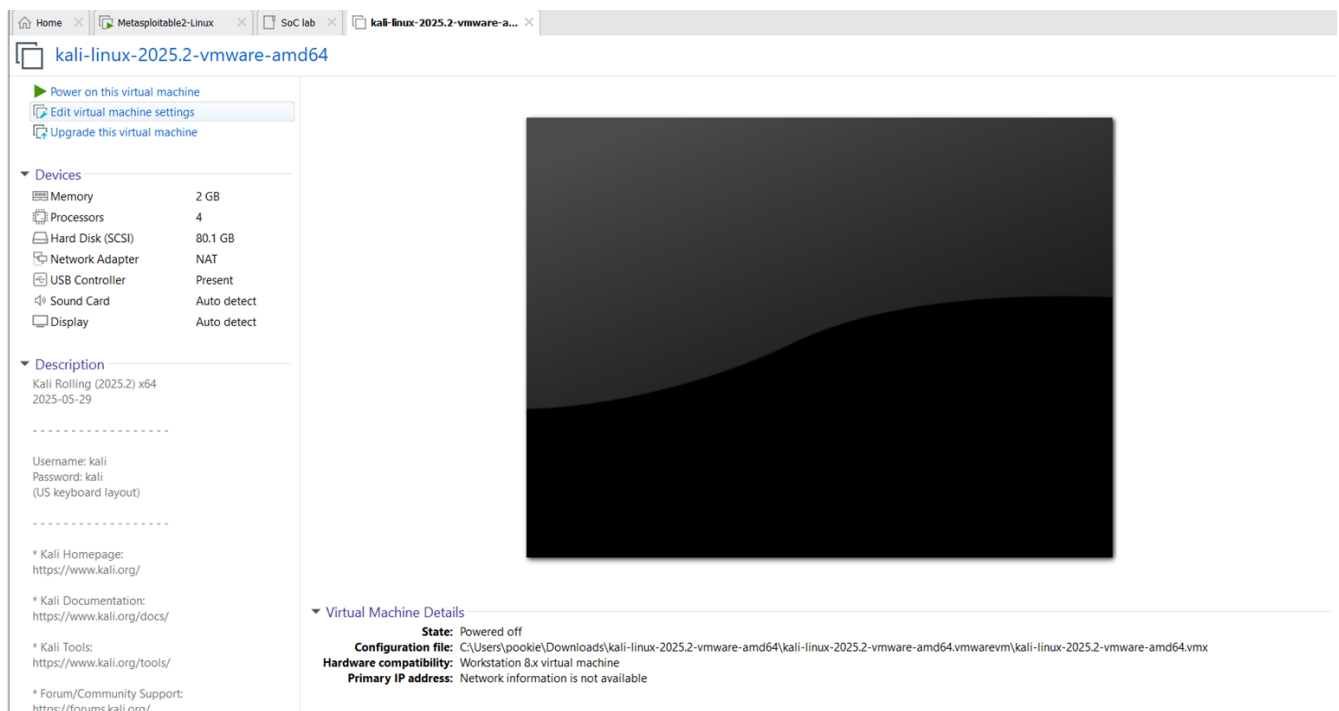 Home
Metasploitable2-Linux
SoC lab
kali-linux-2025.2-vmware-a...
kali-linux-2025.2-vmware-amd64
Power on this virtual machine
Edit virtual machine settings
Upgrade this virtual machine
Devices
Memory 2 GB
Processors 4
Hard Disk (SCSI) 80.1 GB
Network Adapter NAT
USB Controller Present
Sound Card Auto detect
Display Auto detect
Description
Kali Rolling (2025.2) x64
2025-05-29
- - - - - - - - - - - - - - - - - -
Username: kali
Password: kali
(US keyboard layout)
- - - - - - - - - - - - - - - - - -
* Kali Homepage:
https://www.kali.org/
* Kali Documentation:
https://www.kali.org/docs/
* Kali Tools:
https://www.kali.org/tools/
* Forum/Community Support:
https://forums.kali.org/
Virtual Machine Details
State: Powered off
Configuration file: C:\Users\pookie\Downloads\kali-linux-2025.2-vmware-amd64\kali-linux-2025.2-vmware-amd64.vmwarevm\kali-linux-2025.2-vmware-amd64.vmx
Hardware compatibility: Workstation 8.x virtual machine
Primary IP address: Network information is not available